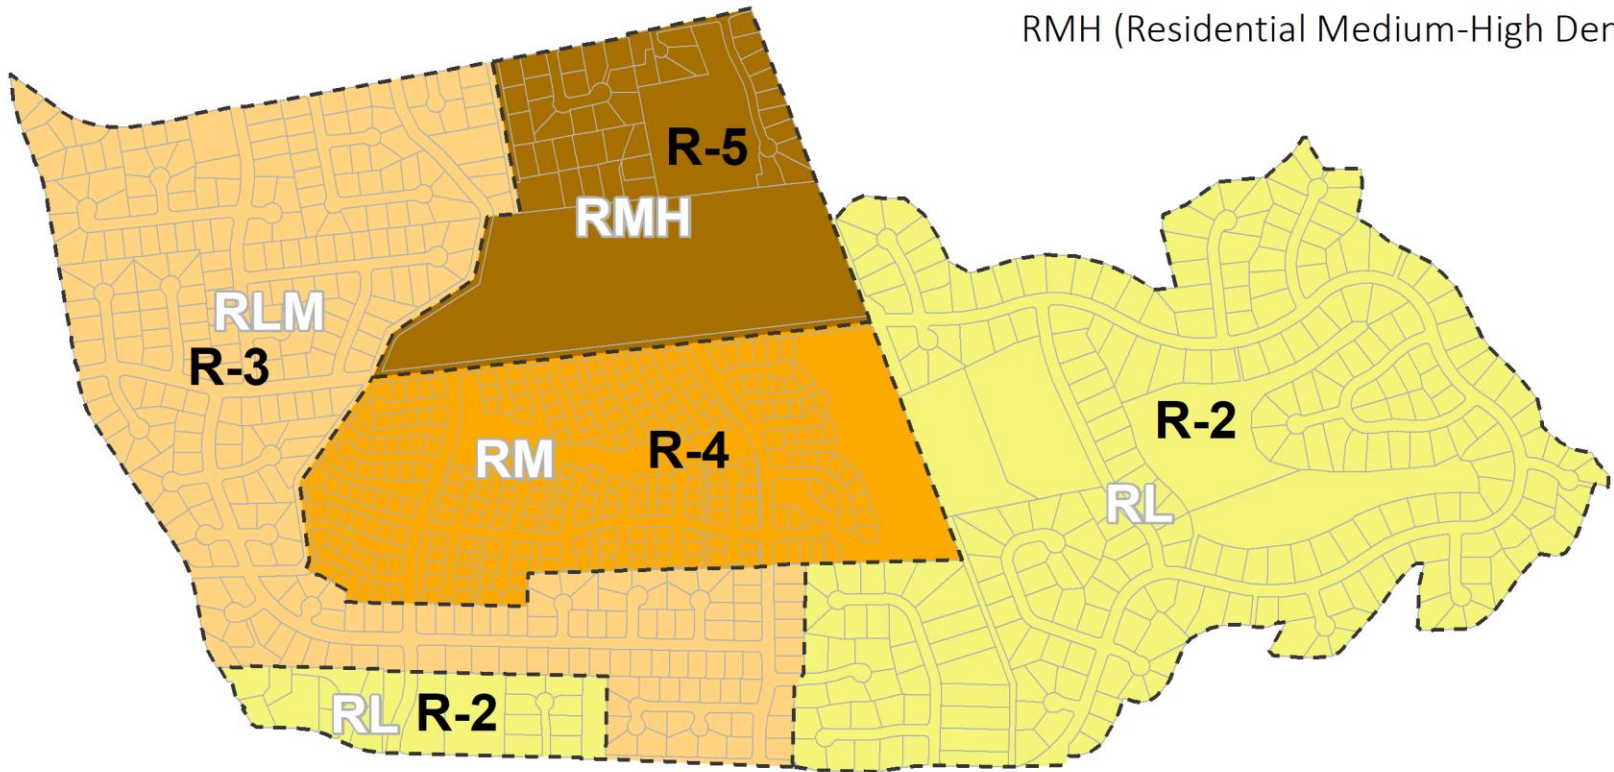 RMH (Residential Medium-High Der
R-5
RMH
RLM
R-3
R-2
RM
R-4
RL
RL R-2